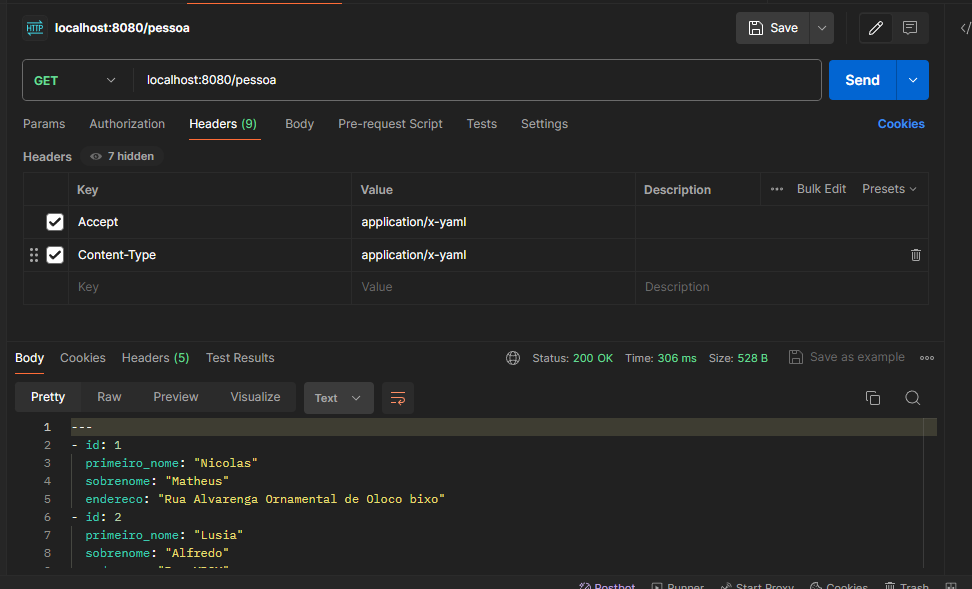 HTTP localhost:8080/pessoa Save </
GET localhost:8080/pessoa Send
Params Authorization Headers (9) Body Pre-request Script Tests Settings Cookies
Headers 7 hidden
Key Value Description ••• Bulk Edit Presets
Accept application/x-yaml
Content-Type application/x-yaml
Key Value Description
Body Cookies Headers (5) Test Results Status: 200 OK Time: 306 ms Size: 528 B Save as example
Pretty Raw Preview Visualize Text
1 ---
2 - id: 1
3 primeiro_nome: "Nicolas"
4 sobrenome: "Matheus"
5 endereco: "Rua Alvarenga Ornamental de Oloco bixo"
6 - id: 2
7 primeiro_nome: "Lusia"
8 sobrenome: "Alfredo"
Postbot Runner Start Proxy Cookies Trash